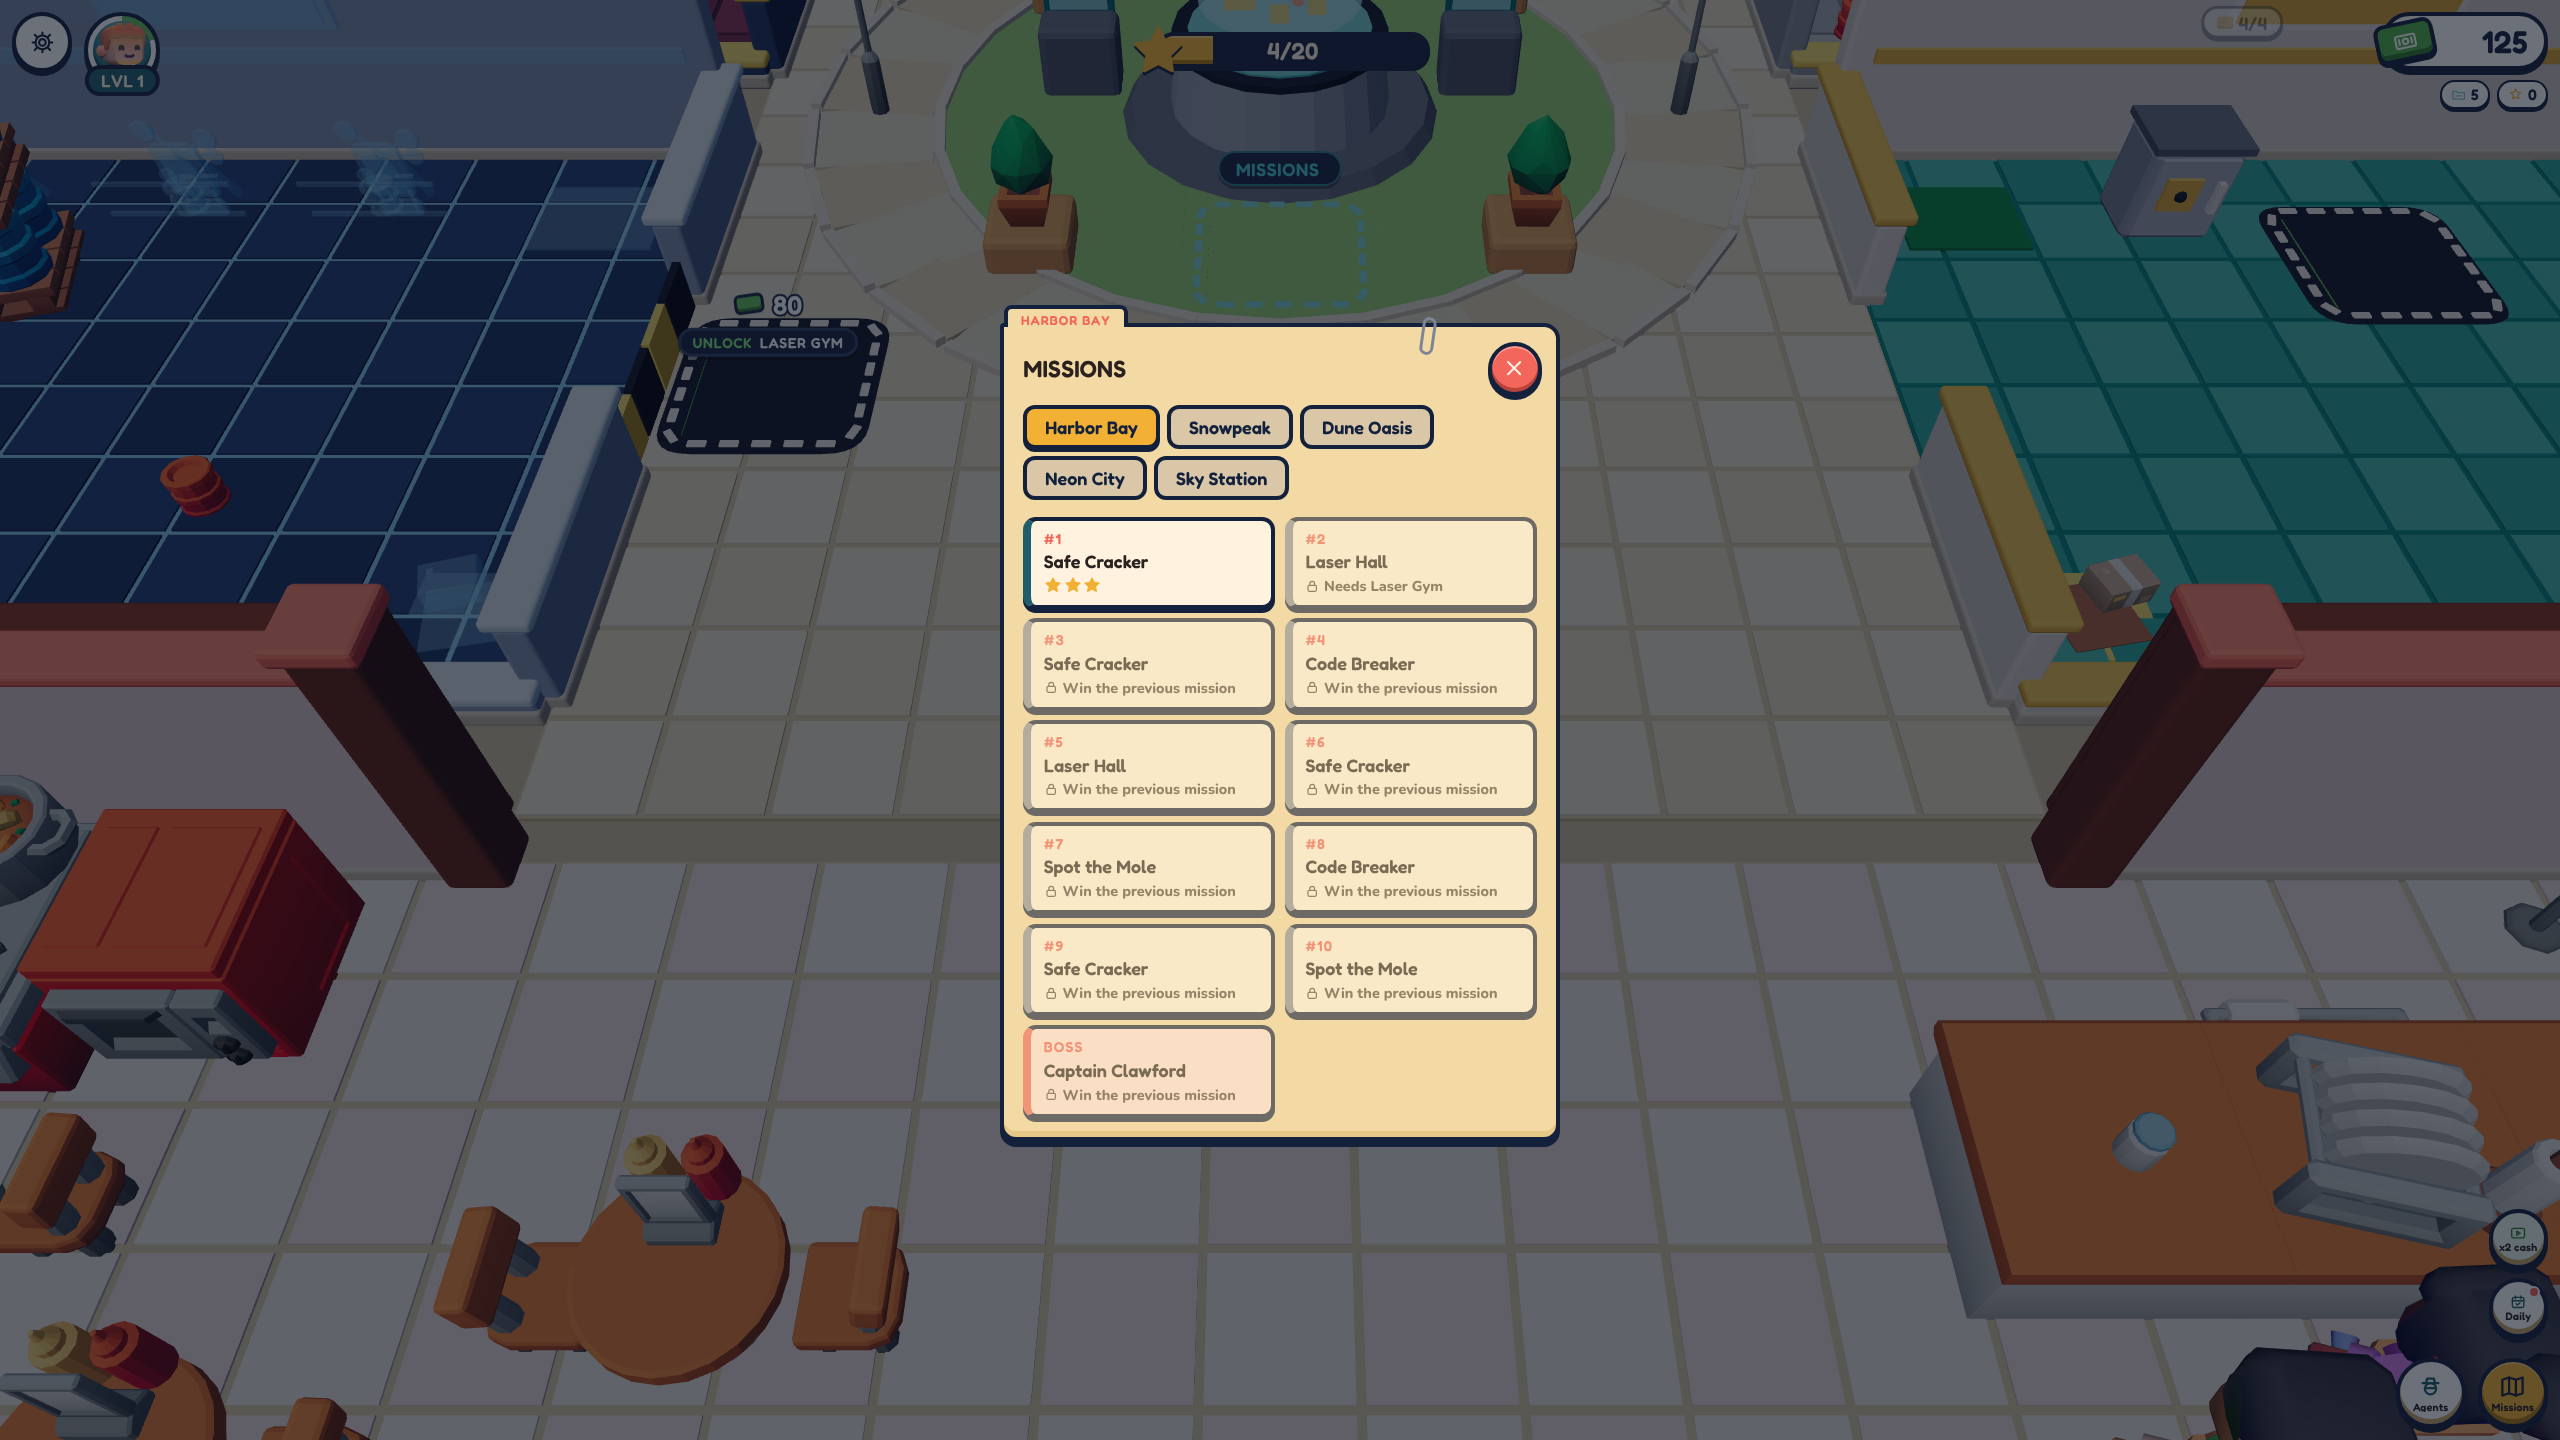 LVL 1
4/20
4/4
125
5
0
MISSIONS
80
UNLOCK LASER GYM
HARBOR BAY
MISSIONS
Harbor Bay
Snowpeak
Dune Oasis
Neon City
Sky Station
#1
Safe Cracker
#2
Laser Hall
Needs Laser Gym
#3
Safe Cracker
Win the previous mission
#4
Code Breaker
Win the previous mission
#5
Laser Hall
Win the previous mission
#6
Safe Cracker
Win the previous mission
#7
Spot the Mole
Win the previous mission
#8
Code Breaker
Win the previous mission
#9
Safe Cracker
Win the previous mission
#10
Spot the Mole
Win the previous mission
BOSS
Captain Clawford
Win the previous mission
x2 cash
Daily
Agents
Missions